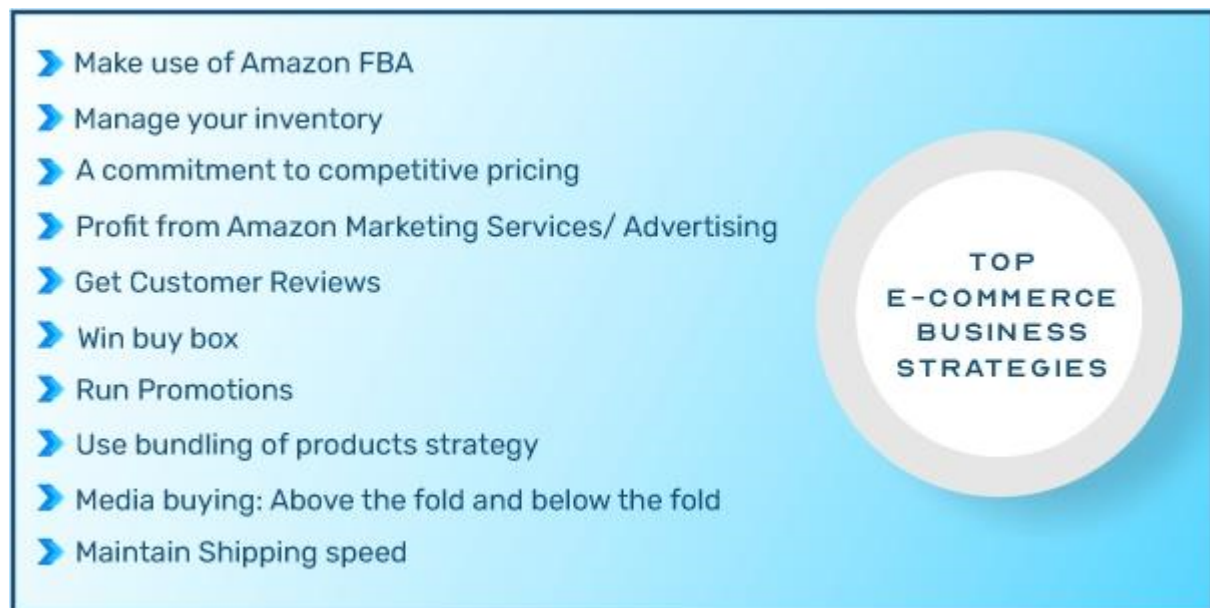 Make use of Amazon FBA
Manage your inventory
A commitment to competitive pricing
Profit from Amazon Marketing Services/ Advertising
Get Customer Reviews
Win buy box
Run Promotions
Use bundling of products strategy
Media buying: Above the fold and below the fold
Maintain Shipping speed
TOP
E-COMMERCE
BUSINESS
STRATEGIES